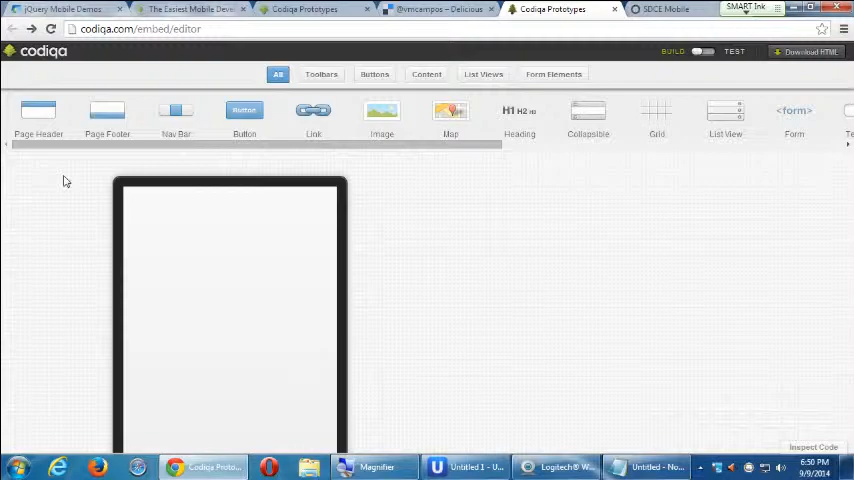 jQuery Mobile Demos
The Easiest Mobile Deve
Codiqa Prototypes
@vmcampos – Delicious
Codiqa Prototypes
SDCE Mobile
SMART Ink
codiqa.com/embed/editor
codiqa
BUILD
TEST
Download HTML
All
Toolbars
Buttons
Content
List Views
Form Elements
Button
H1 H2 H3
<form>
Page Header
Page Footer
Nav Bar
Button
Link
Image
Map
Heading
Collapsible
Grid
List View
Form
Te
Inspect Code
Codiqa Proto...
Magnifier
Untitled 1 - U...
Logitech® W...
Untitled - No...
6:50 PM
9/9/2014